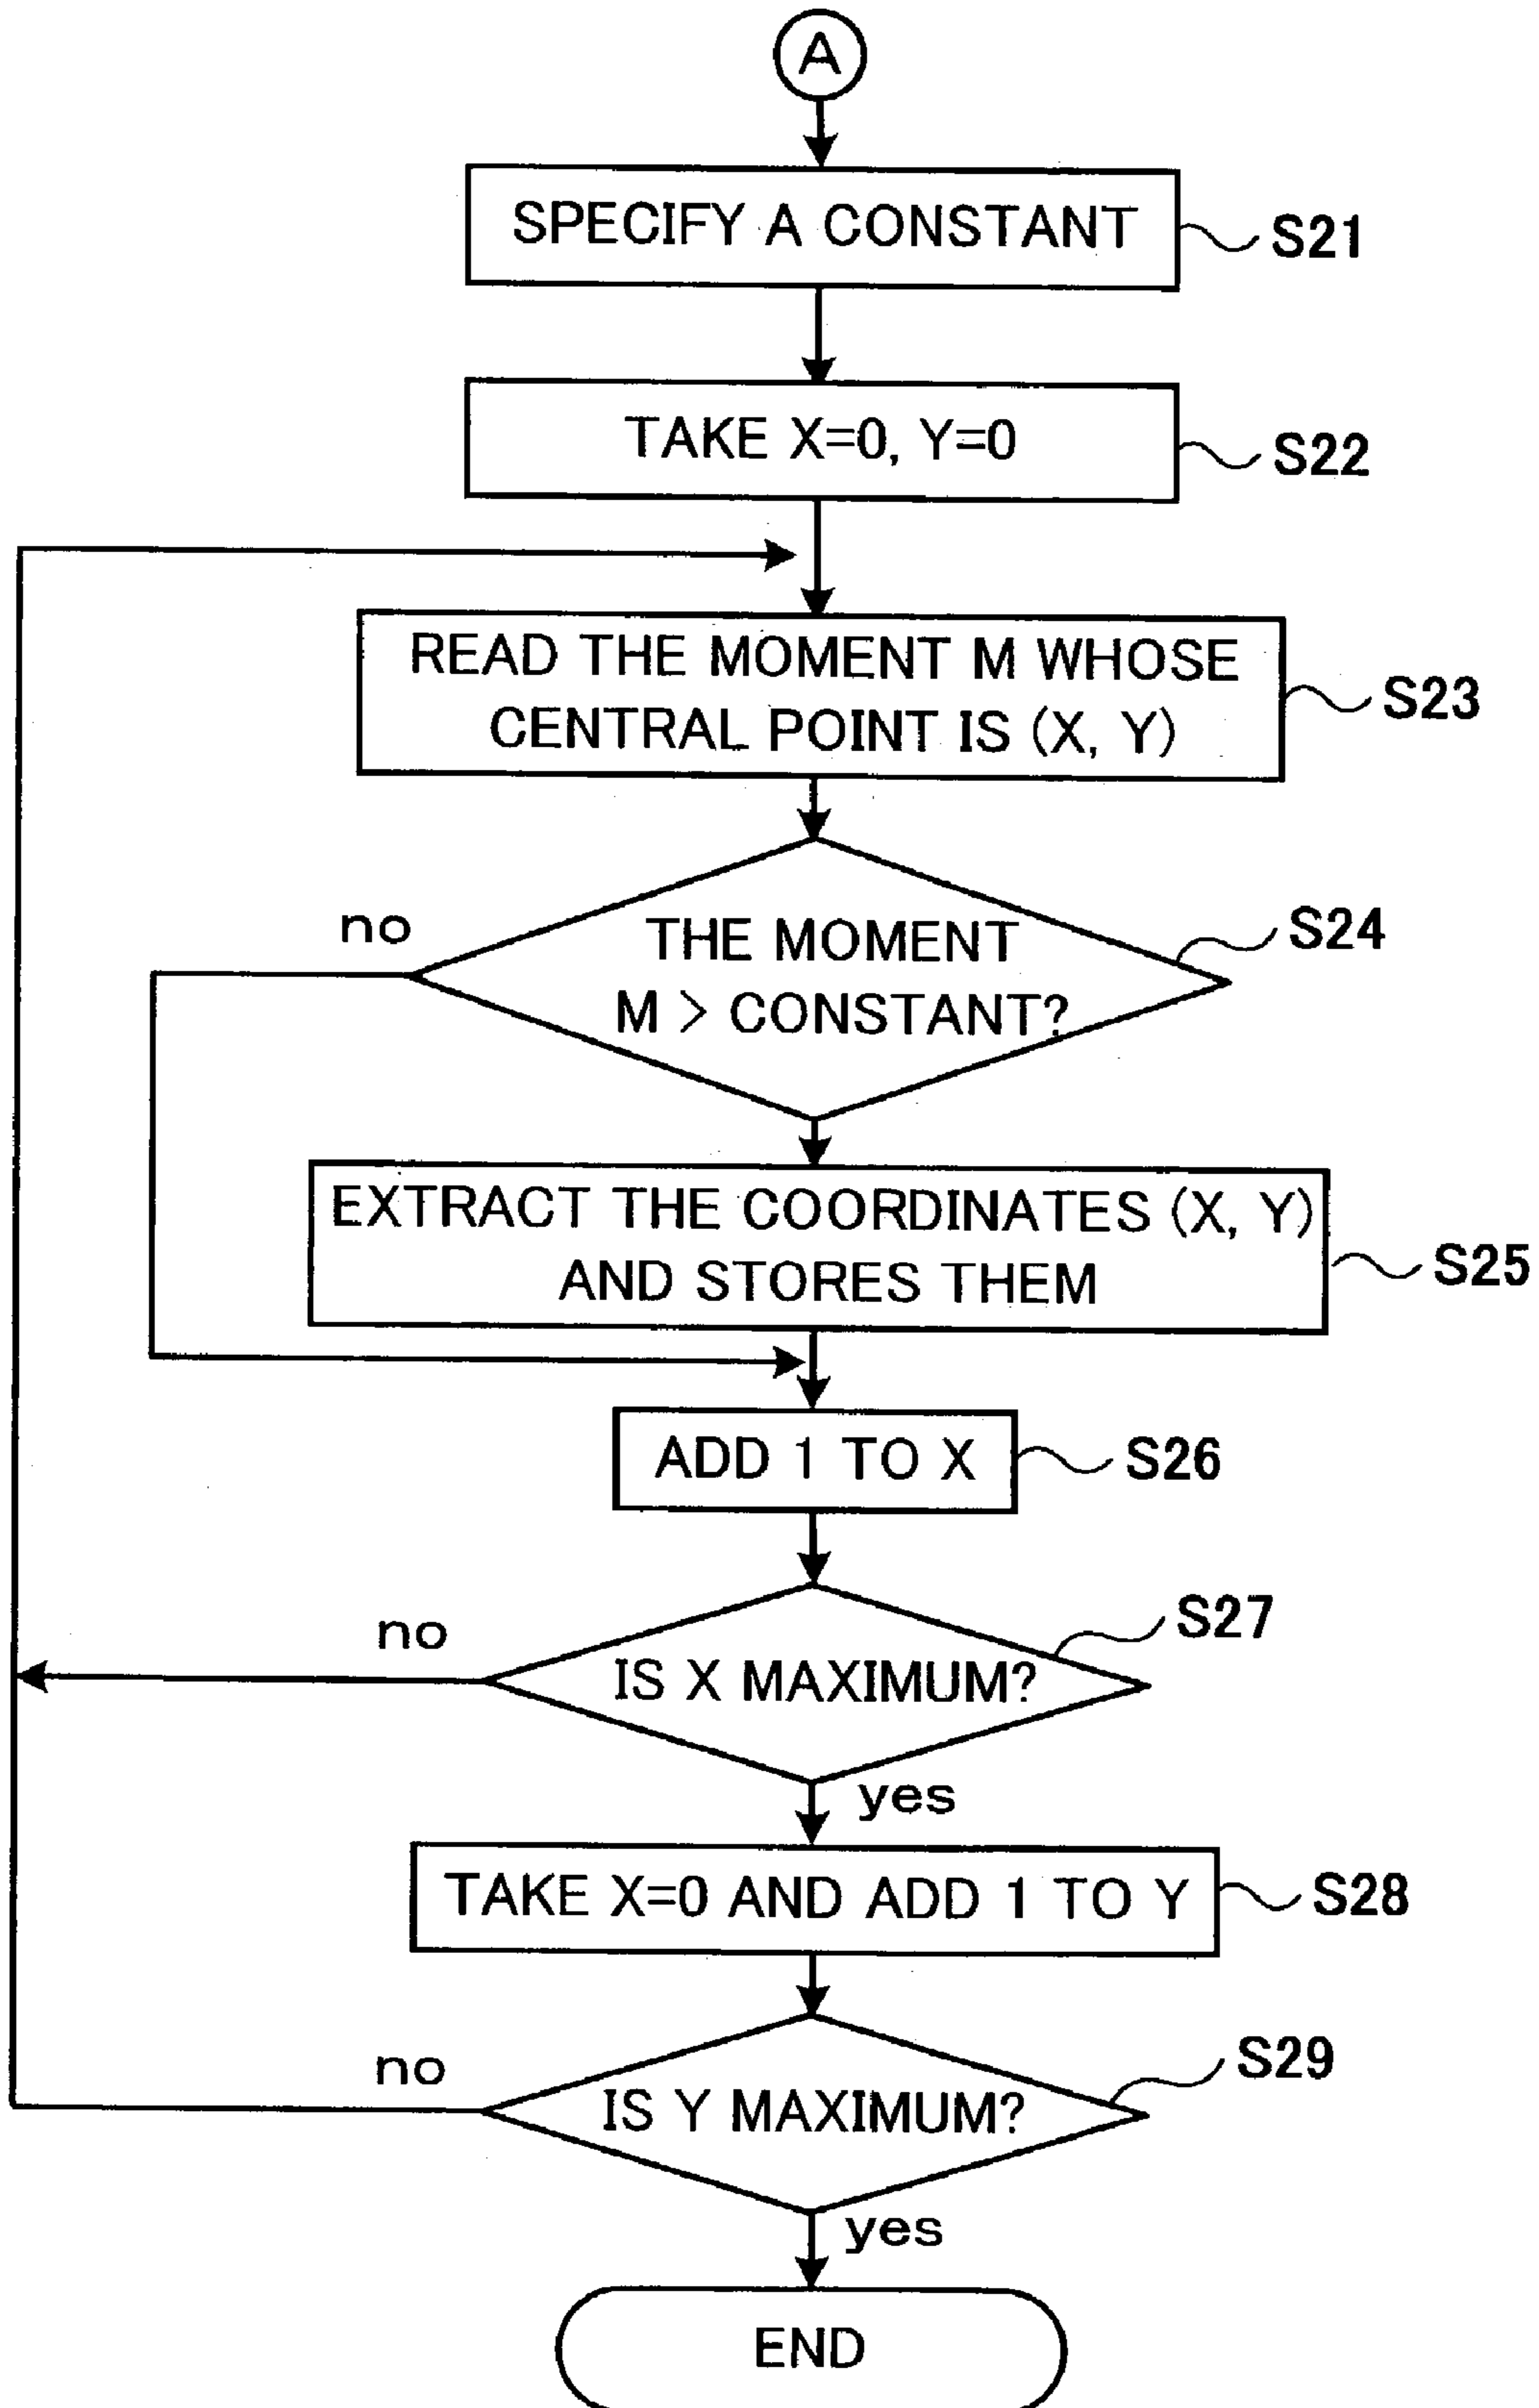 A
SPECIFY A CONSTANT
S21
TAKE X=0, Y=0
S22
READ THE MOMENT M WHOSE
CENTRAL POINT IS (X, Y)
S23
no
THE MOMENT
M > CONSTANT?
S24
EXTRACT THE COORDINATES (X, Y)
AND STORES THEM
S25
ADD 1 TO X
S26
no
IS X MAXIMUM?
S27
yes
TAKE X=0 AND ADD 1 TO Y
S28
no
IS Y MAXIMUM?
S29
yes
END